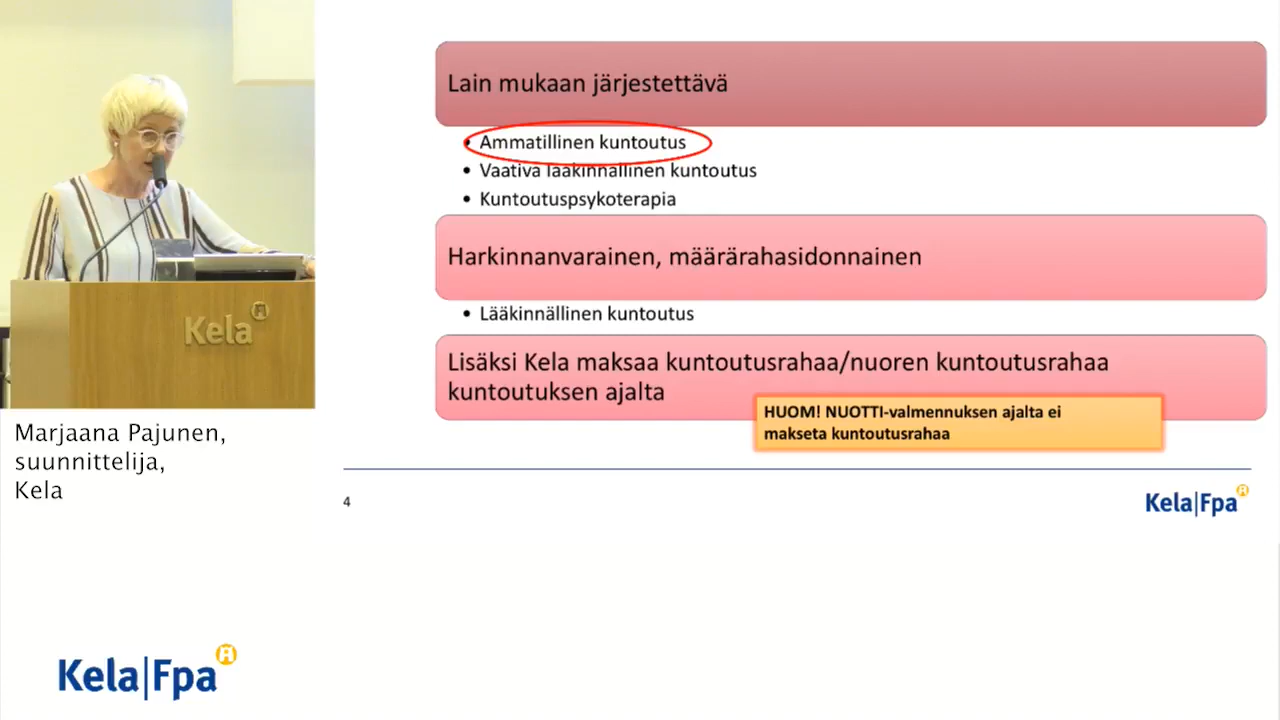 Lain mukaan järjestettävä
• Ammatillinen kuntoutus
• Vaativa lääkinnällinen kuntoutus
• Kuntoutuspsykoterapia
Harkinnanvarainen, määrärahasidonnainen
• Lääkinnällinen kuntoutus
Lisäksi Kela maksaa kuntoutusrahaa/nuoren kuntoutusrahaa
kuntoutuksen ajalta
HUOM! NUOTTI-valmennuksen ajalta ei
makseta kuntoutusrahaa
4
Kela|Fpa
Kela
Marjaana Pajunen,
suunnittelija,
Kela
Kela|Fpa